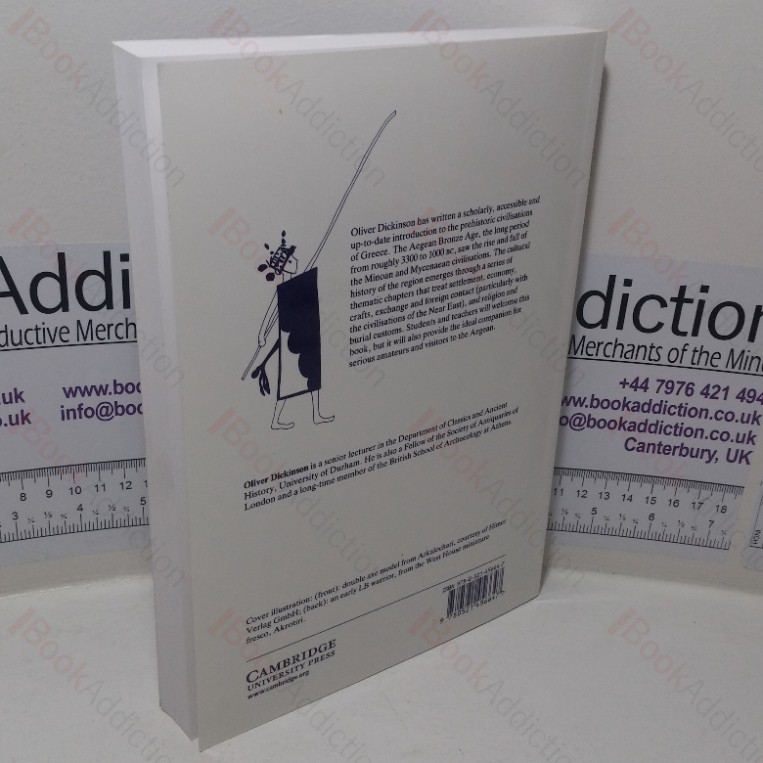 Oliver Dickinson has written a scholarly, accessible and
up-to-date introduction to the prehistoric civilisations
of Greece. The Aegean Bronze Age, the long period
from roughly 3300 to 1000 BC, saw the rise and fall of
the Minoan and Mycenaean civilisations. The cultural
history of the region emerges through a series of
thematic chapters that treat settlement, economy,
crafts, exchange and foreign contact (particularly with
the civilisations of the Near East), and religion and
burial customs. Students and teachers will welcome this
book, but it will also provide the ideal companion for
serious amateurs and visitors to the Aegean.
Oliver Dickinson is a senior lecturer in the Department of Classics and Ancient
History, University of Durham. He is also a Fellow of the Society of Antiquaries of
London and a long-time member of the British School of Archaeology at Athens.
Cover illustration: (front): double axe model from Arkalochori, courtesy of Hirmer
Verlag GmbH; (back): an early LB warrior, from the West House miniature
fresco, Akrotiri.
CAMBRIDGE
UNIVERSITY PRESS
www.cambridge.org
Addi
ductive Merch
.uk www.boo
o.uk info@boo
diction
Merchants of the Mind
+44 7976 421 494
ww.bookaddiction.co.uk
o@bookaddiction.co.uk
Canterbury, UK
BookAddiction